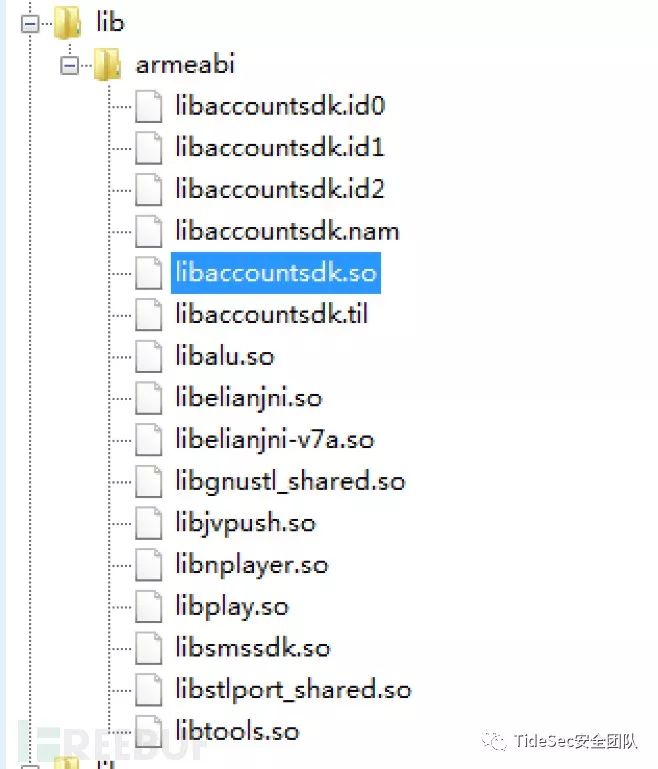 lib
armeabi
libaccountsdk.id0
libaccountsdk.id1
libaccountsdk.id2
libaccountsdk.nam
libaccountsdk.so
libaccountsdk.til
libalu.so
libelianjni.so
libelianjni-v7a.so
libgnustl_shared.so
libjvpush.so
libnplayer.so
libplay.so
libsmssdk.so
libstlport_shared.so
libtools.so
FREEBUF
TideSec安全团队